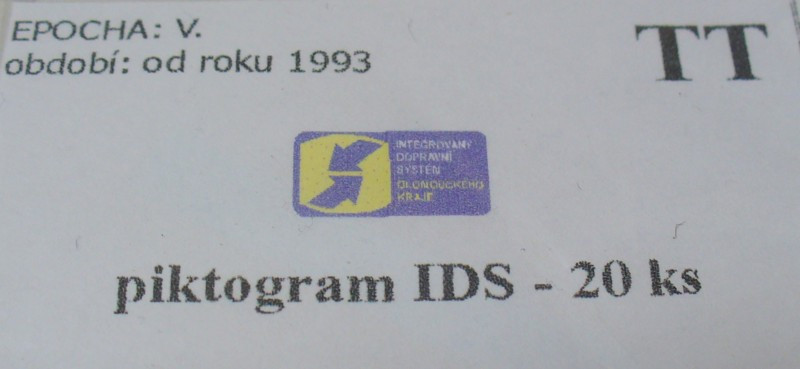 EPOCHA: V.
období: od roku 1993
TT
INTEGROVANÝ
DOPRAVNÍ
SYSTÉM
OLOMOUCKÉHO
KRAJE
piktogram IDS - 20 ks